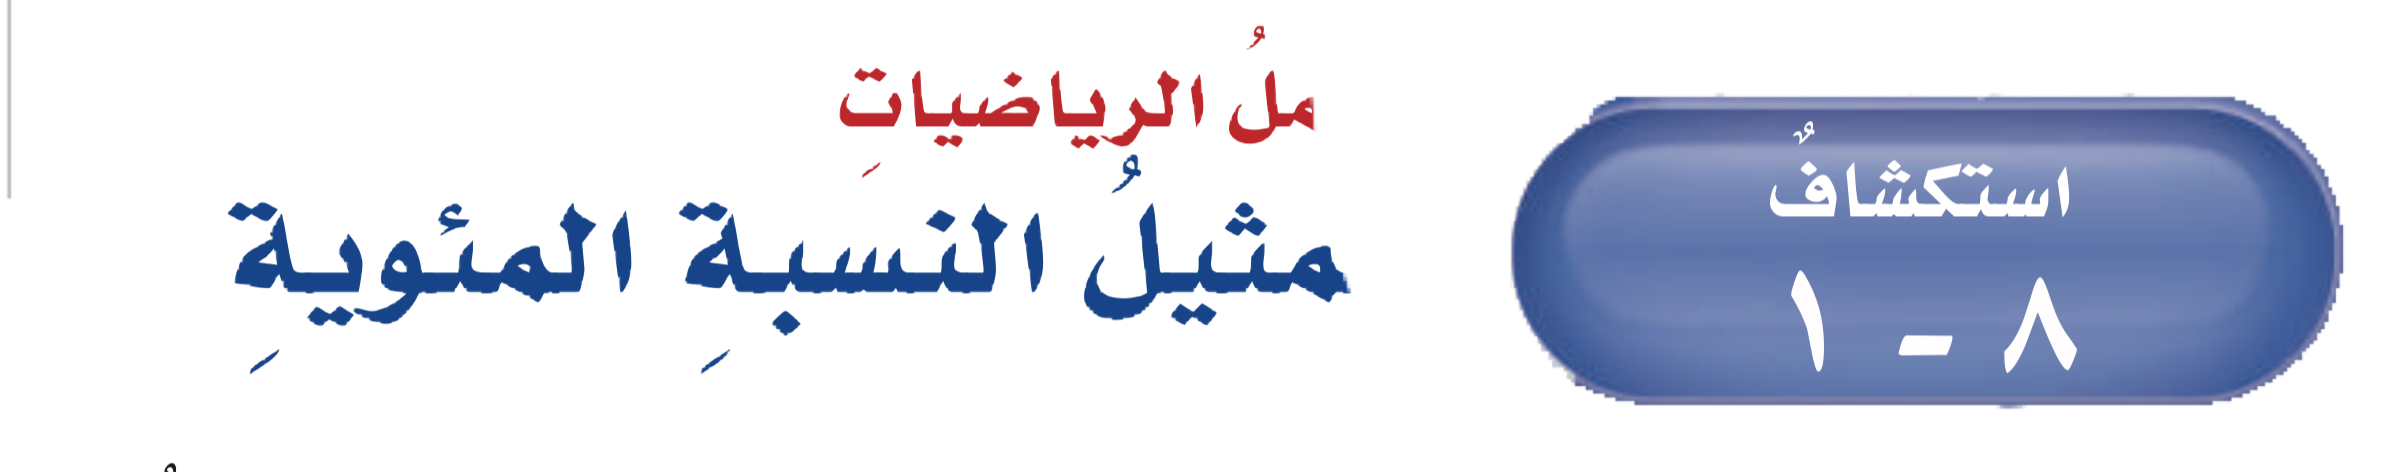 ملُ الرياضياتِ
استكشافٌ
مثيلُ النسبةِ المئويةِ
٨ - ١